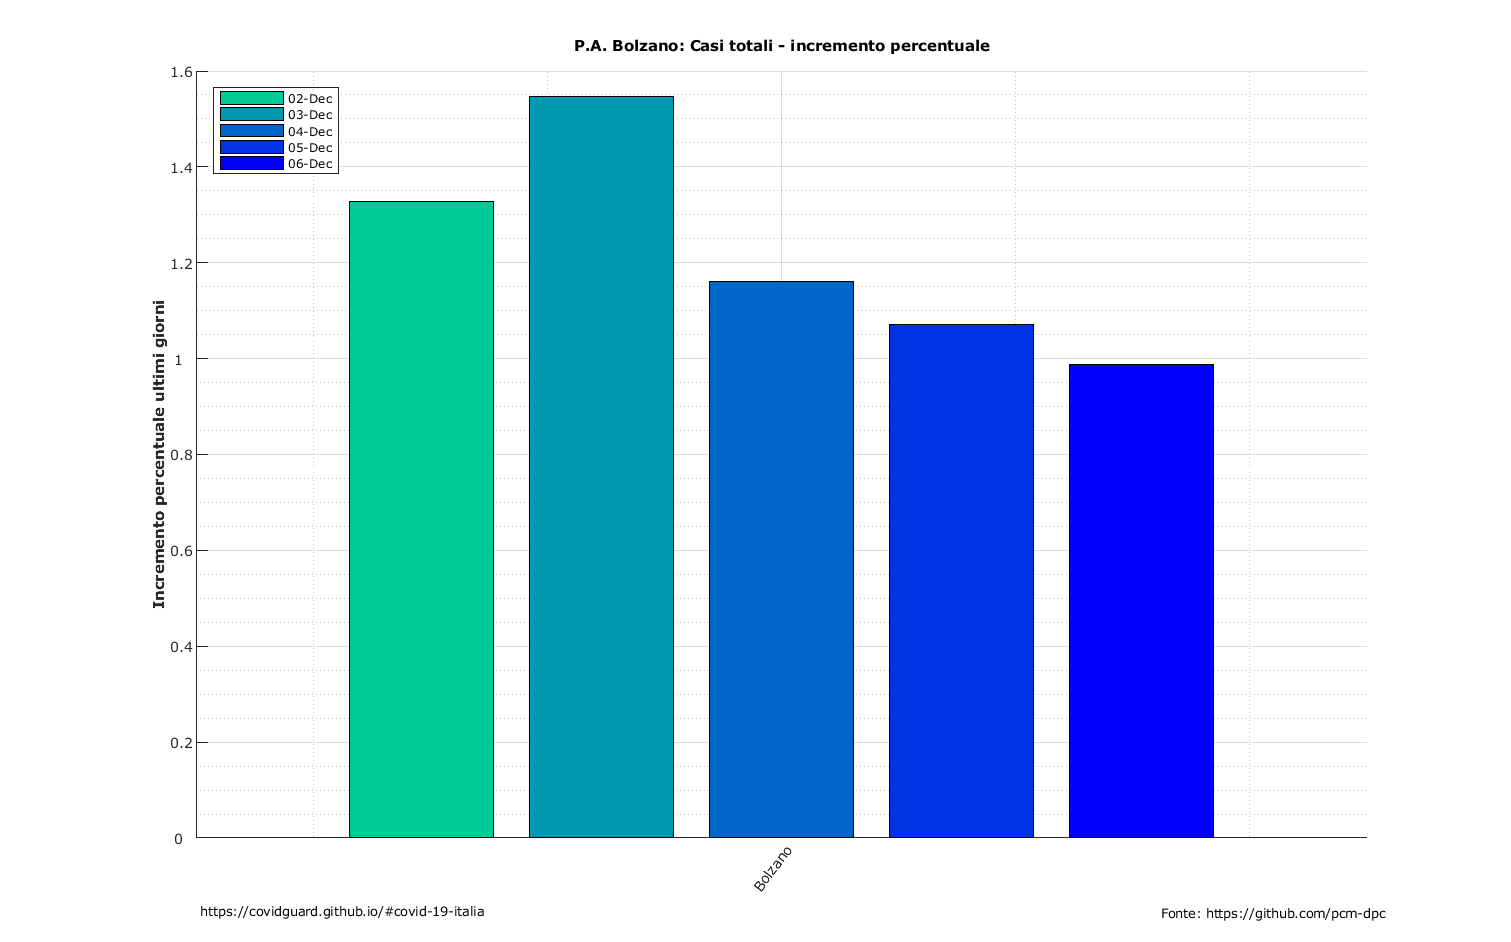 P.A. Bolzano: Casi totali - incremento percentuale
1.6
1.4
1.2
1
0.8
0.6
0.4
0.2
0
Incremento percentuale ultimi giorni
02-Dec
03-Dec
04-Dec
05-Dec
06-Dec
Bolzano
https://covidguard.github.io/#covid-19-italia
Fonte: https://github.com/pcm-dpc